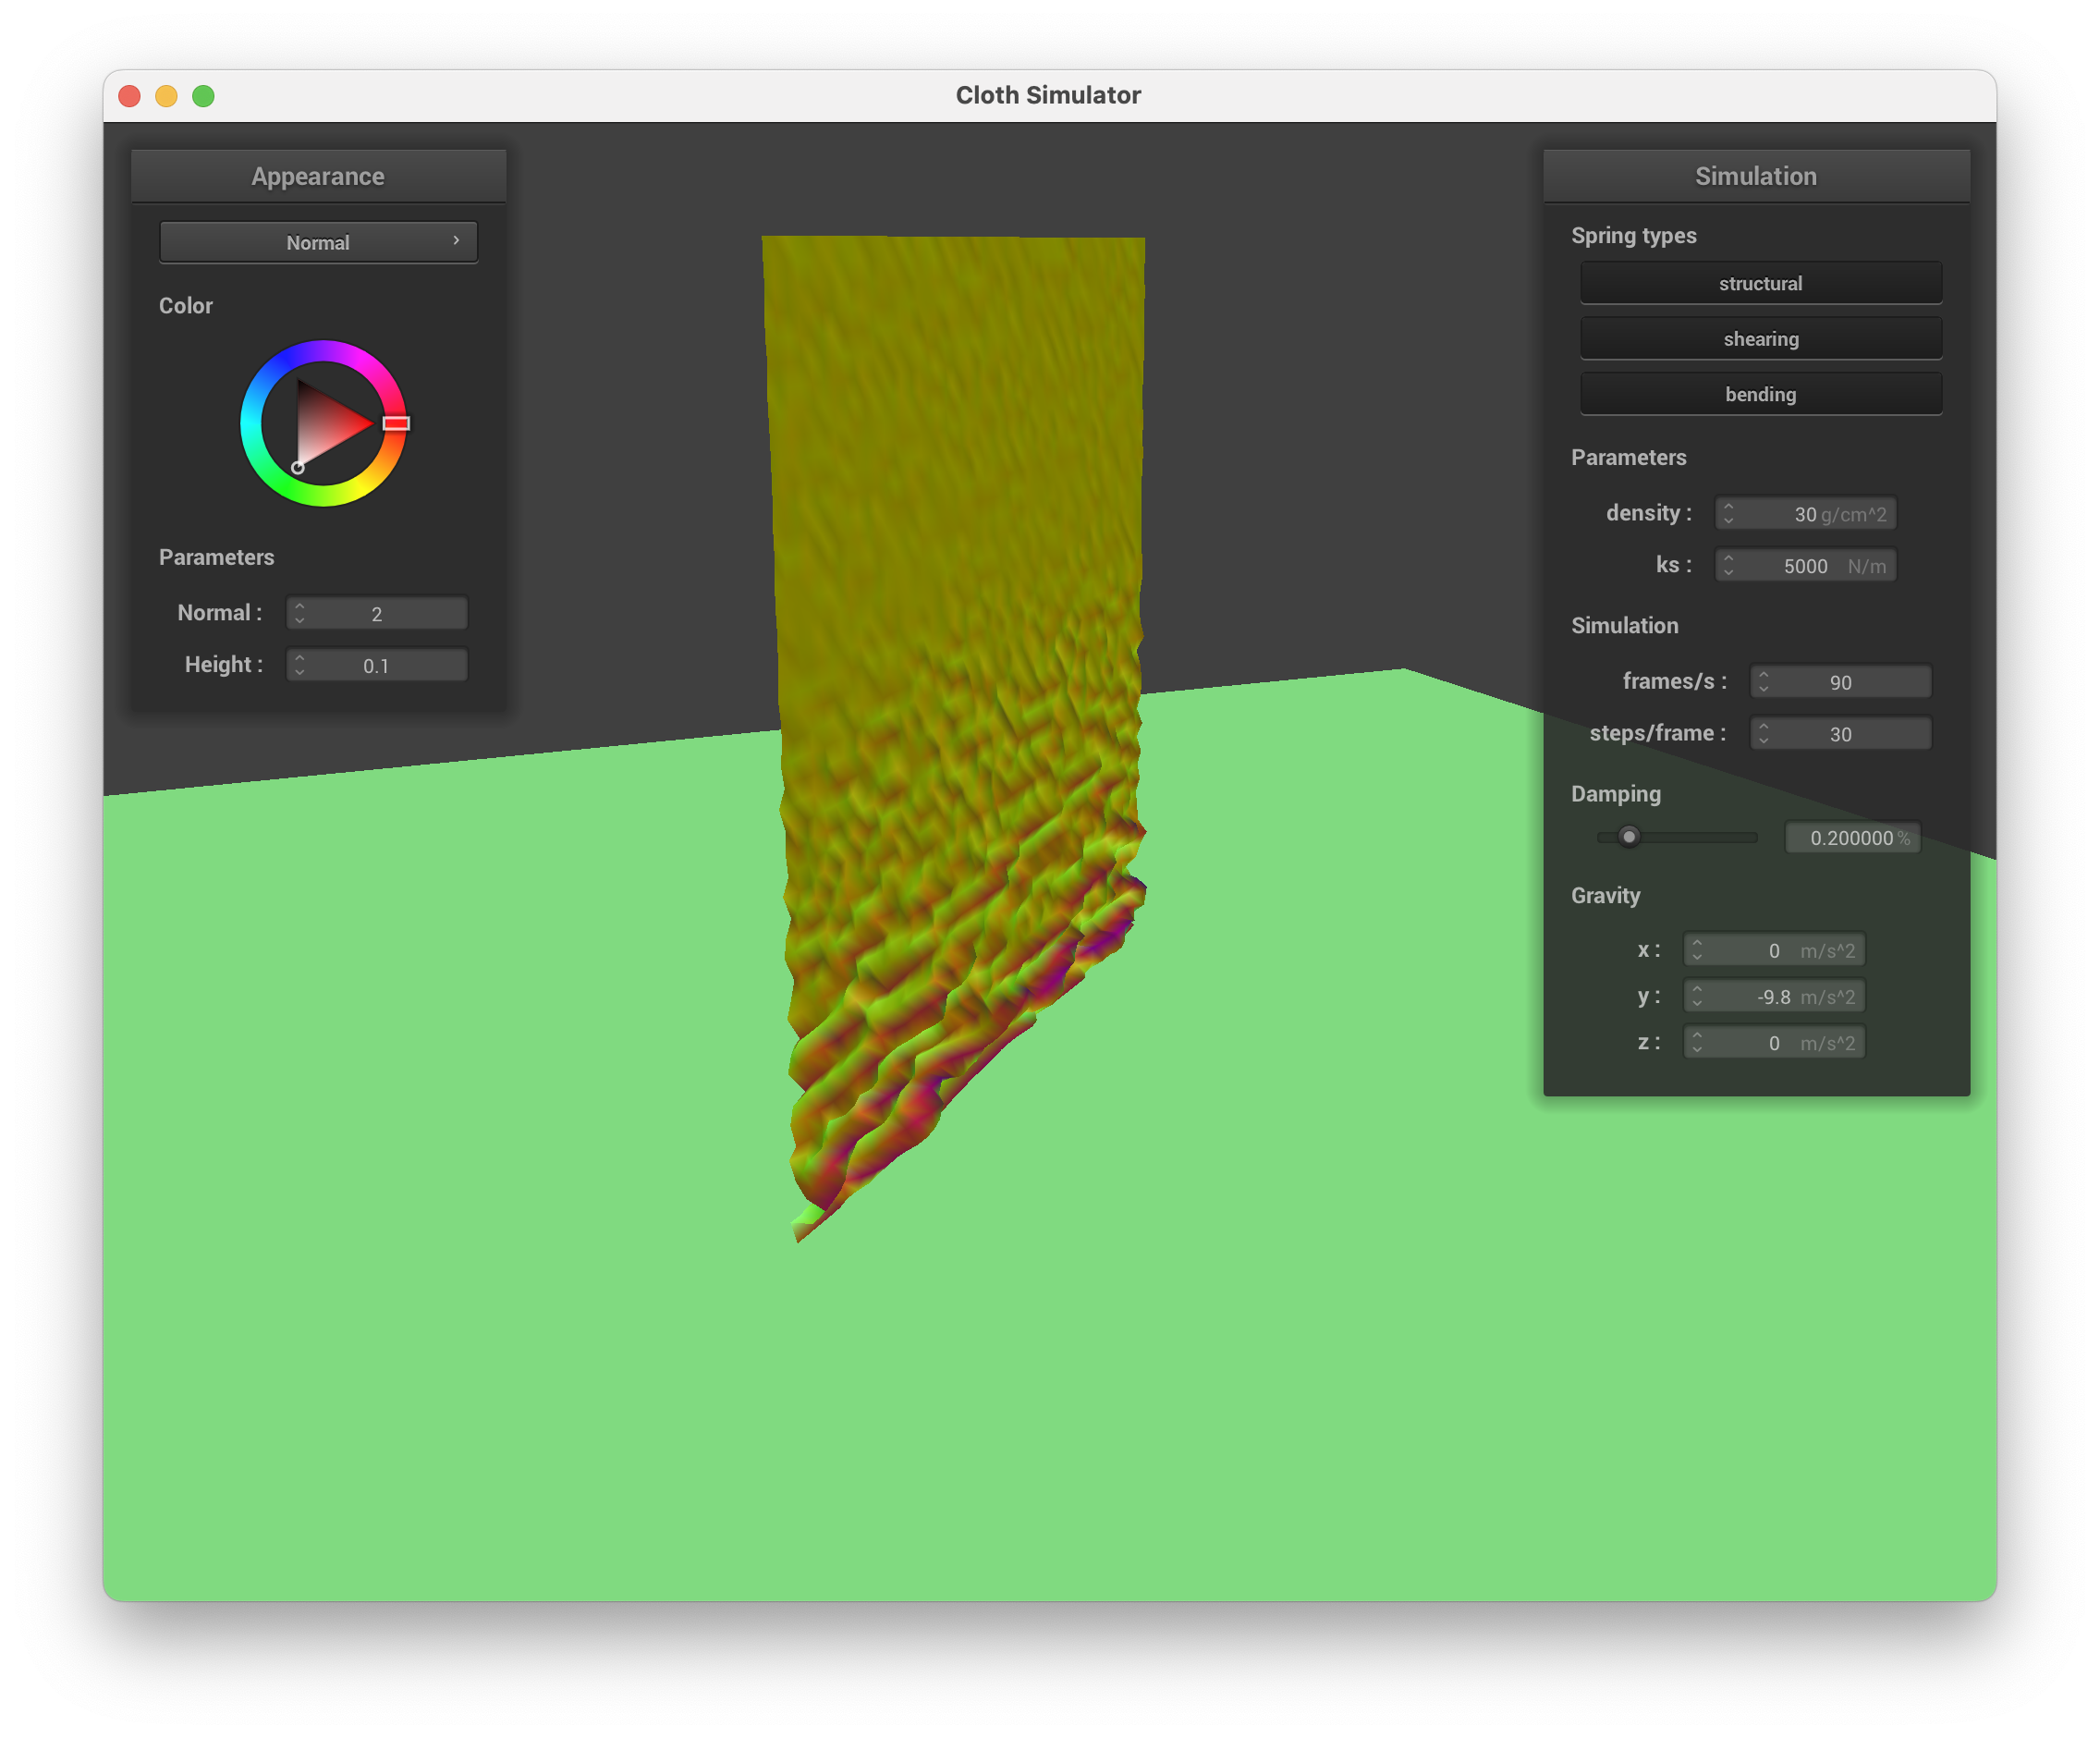 Cloth Simulator
Appearance
Normal
Color
Parameters
Normal : 2
Height : 0.1
Simulation
Spring types
structural
shearing
bending
Parameters
density : 30 g/cm^2
ks : 5000 N/m
Simulation
frames/s : 90
steps/frame : 30
Damping
0.200000 %
Gravity
x : 0 m/s^2
y : -9.8 m/s^2
z : 0 m/s^2